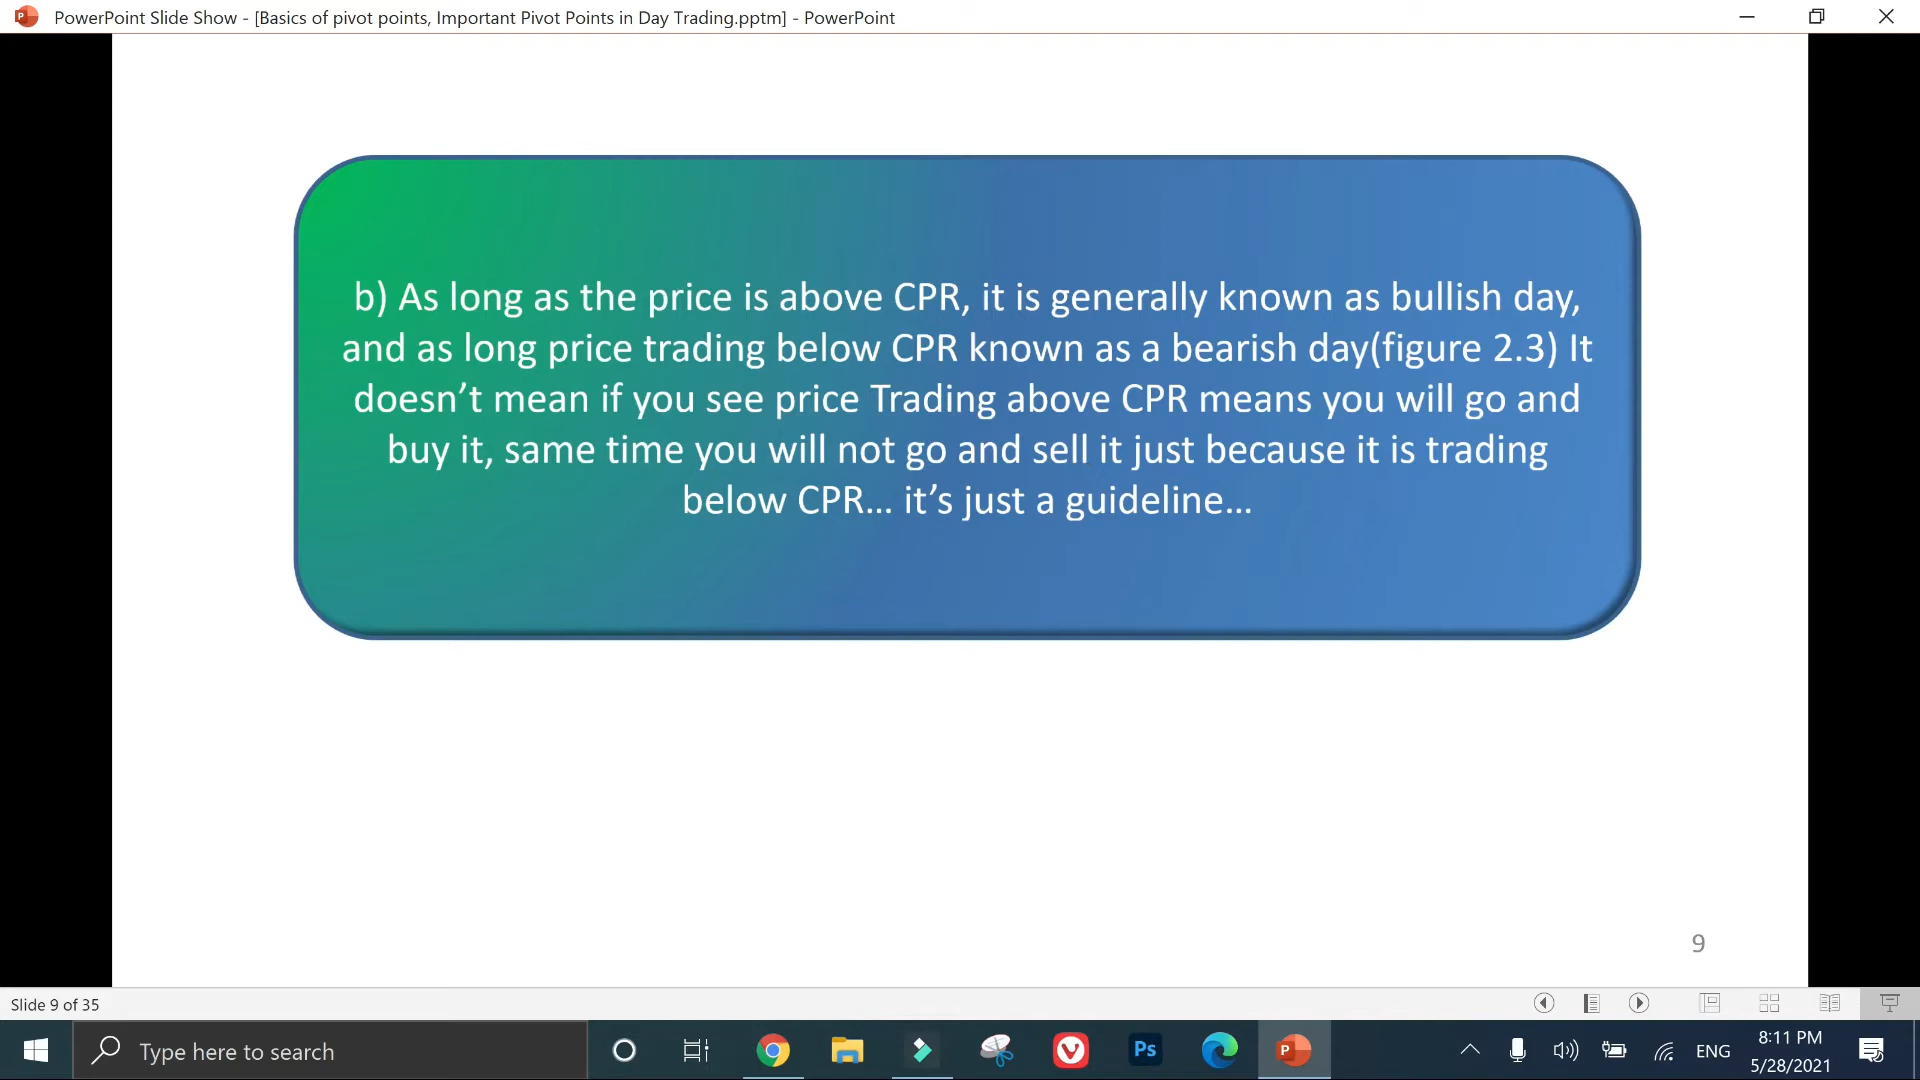 PowerPoint Slide Show - [Basics of pivot points, Important Pivot Points in Day Trading.pptm] - PowerPoint
b) As long as the price is above CPR, it is generally known as bullish day,
and as long price trading below CPR known as a bearish day(figure 2.3) It
doesn’t mean if you see price Trading above CPR means you will go and
buy it, same time you will not go and sell it just because it is trading
below CPR… it’s just a guideline…
9
Slide 9 of 35
Type here to search
Ps
P
ENG
8:11 PM
5/28/2021